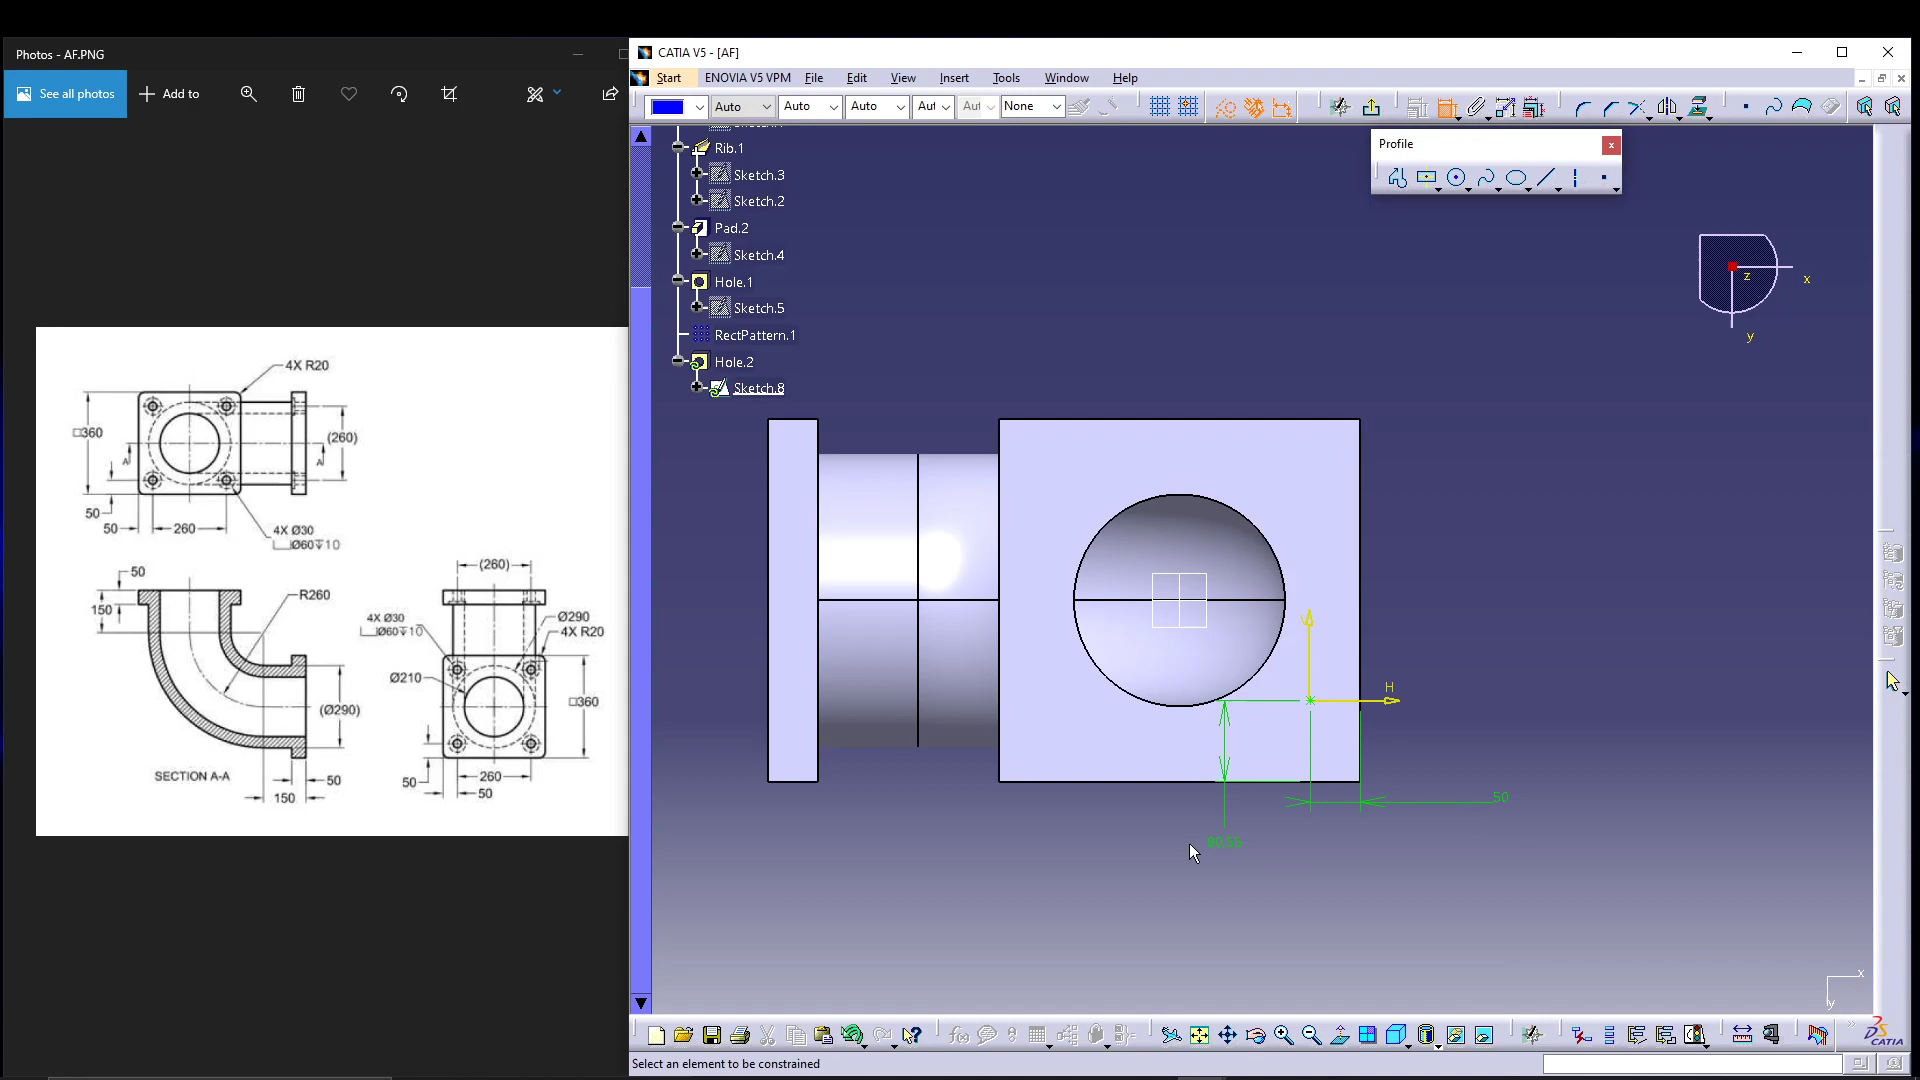 Photos - AF.PNG
See all photos
Add to
4X R20
□360
(260)
A
A
50
50
260
4X Ø30
⌴Ø60↧10
50
150
R260
(Ø290)
SECTION A-A
50
150
(260)
4X Ø30
⌴Ø60↧10
Ø290
4X R20
Ø210
□360
50
260
50
CATIA V5 - [AF]
Start
ENOVIA V5 VPM
File
Edit
View
Insert
Tools
Window
Help
Auto
Auto
Auto
Aut
Aut
None
Profile
Rib.1
Sketch.3
Sketch.2
Pad.2
Sketch.4
Hole.1
Sketch.5
RectPattern.1
Hole.2
Sketch.8
z
x
y
H
50
x
y
CATIA
Select an element to be constrained